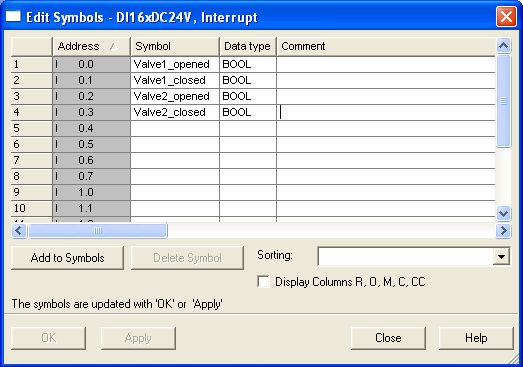 Edit Symbols - DI16xDC24V, Interrupt
Address Symbol Data type Comment
1 I 0.0 Valve1_opened BOOL
2 I 0.1 Valve1_closed BOOL
3 I 0.2 Valve2_opened BOOL
4 I 0.3 Valve2_closed BOOL
5 I 0.4
6 I 0.5
7 I 0.6
8 I 0.7
9 I 1.0
10 I 1.1
Add to Symbols Delete Symbol Sorting:
Display Columns R, O, M, C, CC
The symbols are updated with 'OK' or 'Apply'
OK Apply Close Help